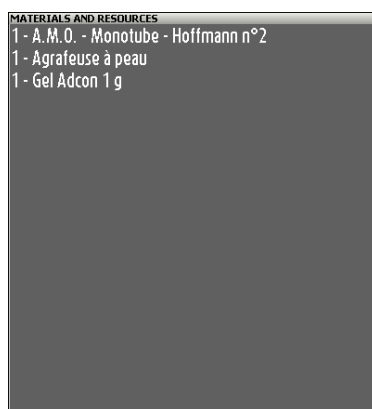 MATERIALS AND RESOURCES
1 - A.M.O. - Monotube - Hoffmann n°2
1 - Agrafeuse à peau
1 - Gel Adcon 1 g